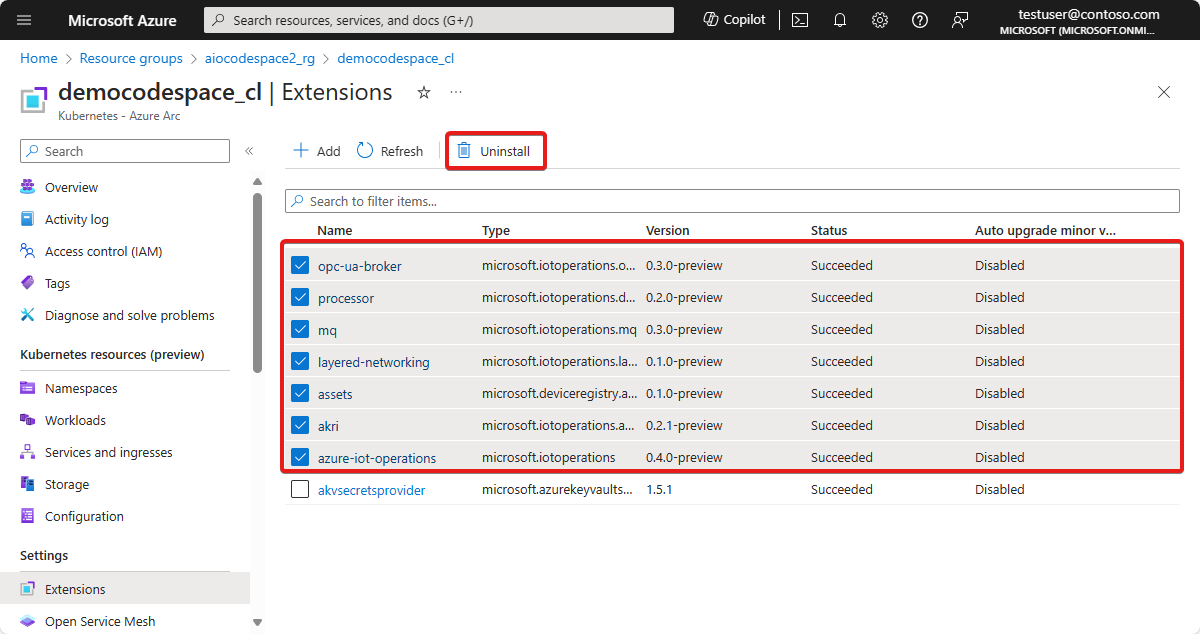 Microsoft Azure
Search resources, services, and docs (G+/)
Copilot
testuser@contoso.com
MICROSOFT (MICROSOFT.ONMI...
Home > Resource groups > aiocodespace2_rg > democodespace_cl
democodespace_cl | Extensions
Kubernetes - Azure Arc
Search
Add Refresh Uninstall
Search to filter items...
Overview
Activity log
Access control (IAM)
Tags
Diagnose and solve problems
Kubernetes resources (preview)
Namespaces
Workloads
Services and ingresses
Storage
Configuration
Settings
Extensions
Open Service Mesh
Name Type Version Status Auto upgrade minor v...
opc-ua-broker microsoft.iotoperations.o... 0.3.0-preview Succeeded Disabled
processor microsoft.iotoperations.d... 0.2.0-preview Succeeded Disabled
mq microsoft.iotoperations.mq 0.3.0-preview Succeeded Disabled
layered-networking microsoft.iotoperations.la... 0.1.0-preview Succeeded Disabled
assets microsoft.deviceregistry.a... 0.1.0-preview Succeeded Disabled
akri microsoft.iotoperations.a... 0.2.1-preview Succeeded Disabled
azure-iot-operations microsoft.iotoperations 0.4.0-preview Succeeded Disabled
akvsecretsprovider microsoft.azurekeyvaults... 1.5.1 Succeeded Disabled